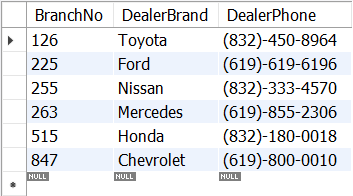 BranchNo DealerBrand DealerPhone
126 Toyota (832)-450-8964
225 Ford (619)-619-6196
255 Nissan (832)-333-4570
263 Mercedes (619)-855-2306
515 Honda (832)-180-0018
847 Chevrolet (619)-800-0010
NULL NULL NULL